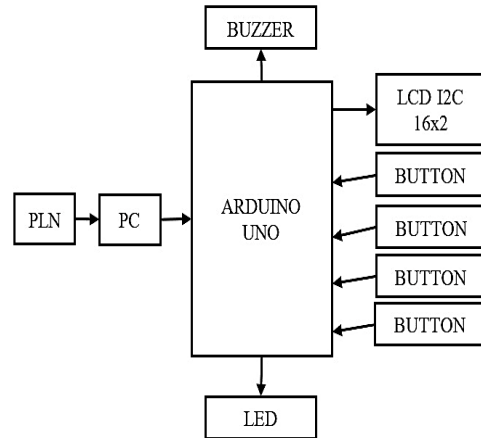 BUZZER
LCD I2C
16x2
BUTTON
PLN
PC
ARDUINO
UNO
BUTTON
BUTTON
BUTTON
LED